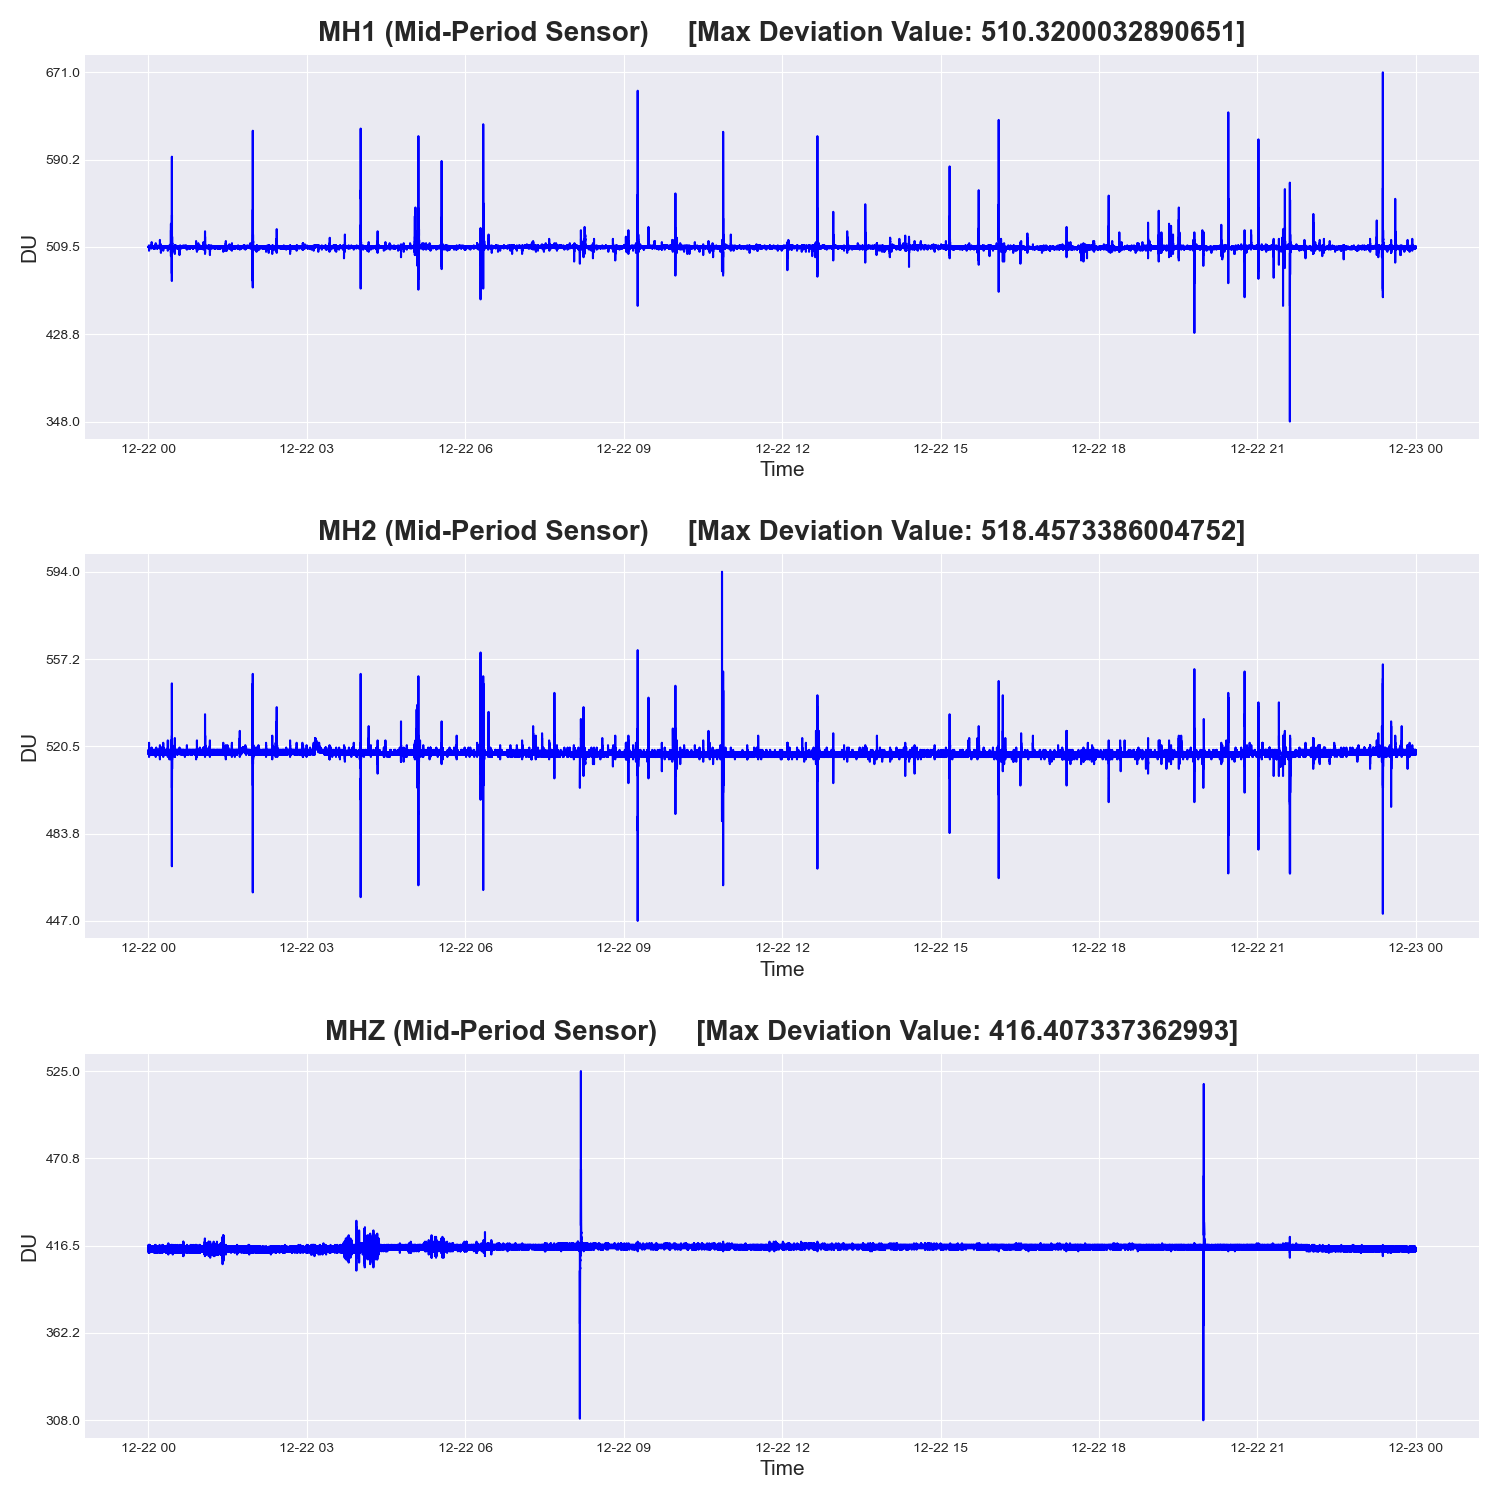 MH1 (Mid-Period Sensor) [Max Deviation Value: 510.3200032890651]
671.0
590.2
509.5
428.8
348.0
DU
12-22 00 12-22 03 12-22 06 12-22 09 12-22 12 12-22 15 12-22 18 12-22 21 12-23 00
Time
MH2 (Mid-Period Sensor) [Max Deviation Value: 518.4573386004752]
594.0
557.2
520.5
483.8
447.0
DU
12-22 00 12-22 03 12-22 06 12-22 09 12-22 12 12-22 15 12-22 18 12-22 21 12-23 00
Time
MHZ (Mid-Period Sensor) [Max Deviation Value: 416.407337362993]
525.0
470.8
416.5
362.2
308.0
DU
12-22 00 12-22 03 12-22 06 12-22 09 12-22 12 12-22 15 12-22 18 12-22 21 12-23 00
Time